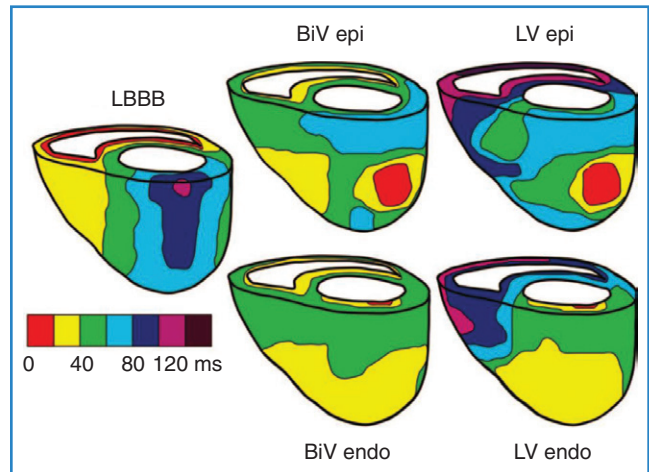 BiV epi
LV epi
LBBB
0 40 80 120 ms
BiV endo
LV endo